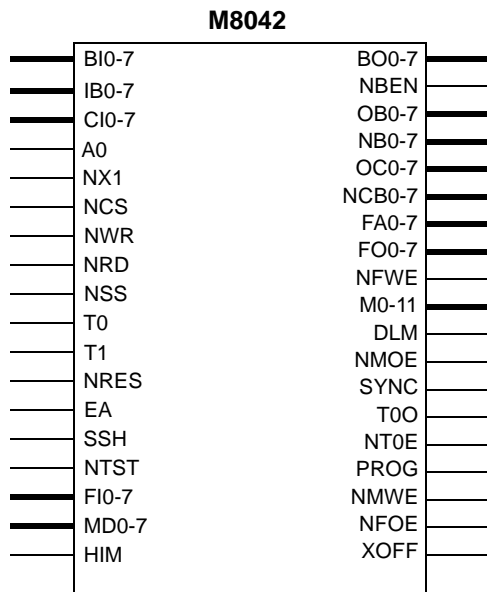 M8042
BI0-7
IB0-7
CI0-7
A0
NX1
NCS
NWR
NRD
NSS
T0
T1
NRES
EA
SSH
NTST
FI0-7
MD0-7
HIM
BO0-7
NBEN
OB0-7
NB0-7
OC0-7
NCB0-7
FA0-7
FO0-7
NFWE
M0-11
DLM
NMOE
SYNC
T0O
NT0E
PROG
NMWE
NFOE
XOFF